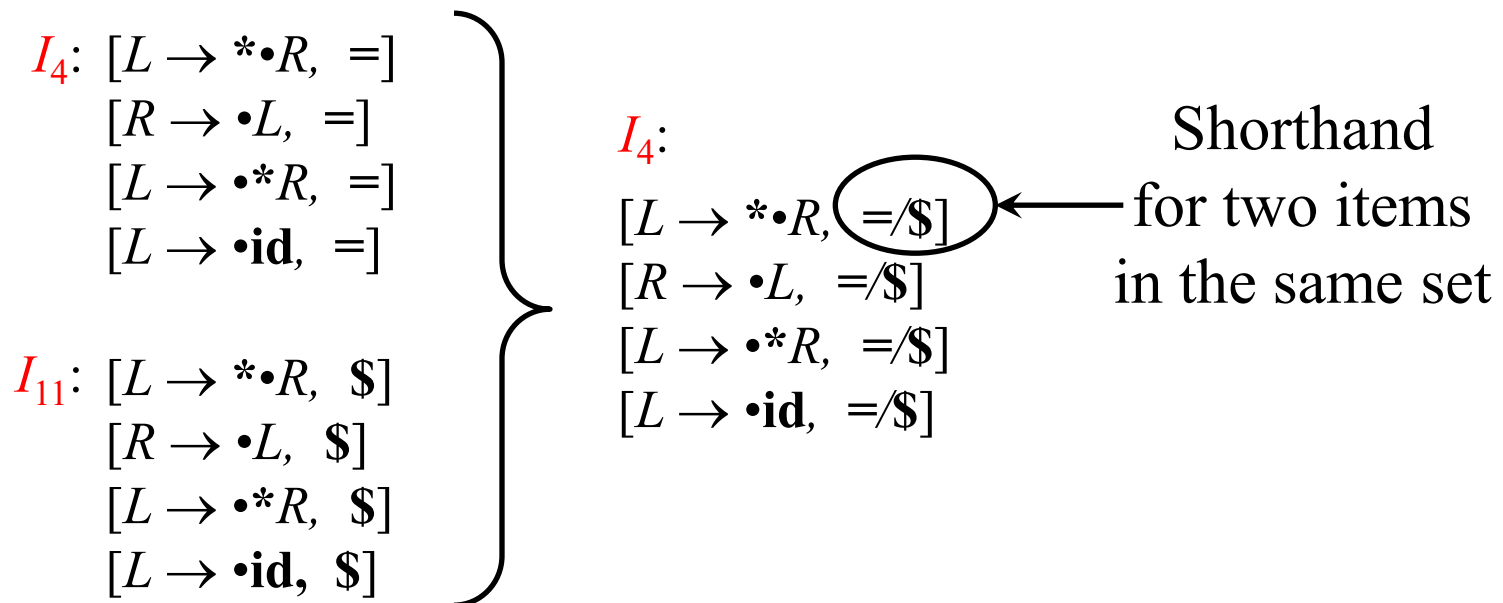 I₄: [L → *•R, =]
[R → •L, =]
[L → •*R, =]
[L → •id, =]
I₁₁: [L → *•R, $]
[R → •L, $]
[L → •*R, $]
[L → •id, $]
I₄:
[L → *•R, =/$]
[R → •L, =/$]
[L → •*R, =/$]
[L → •id, =/$]
Shorthand
for two items
in the same set